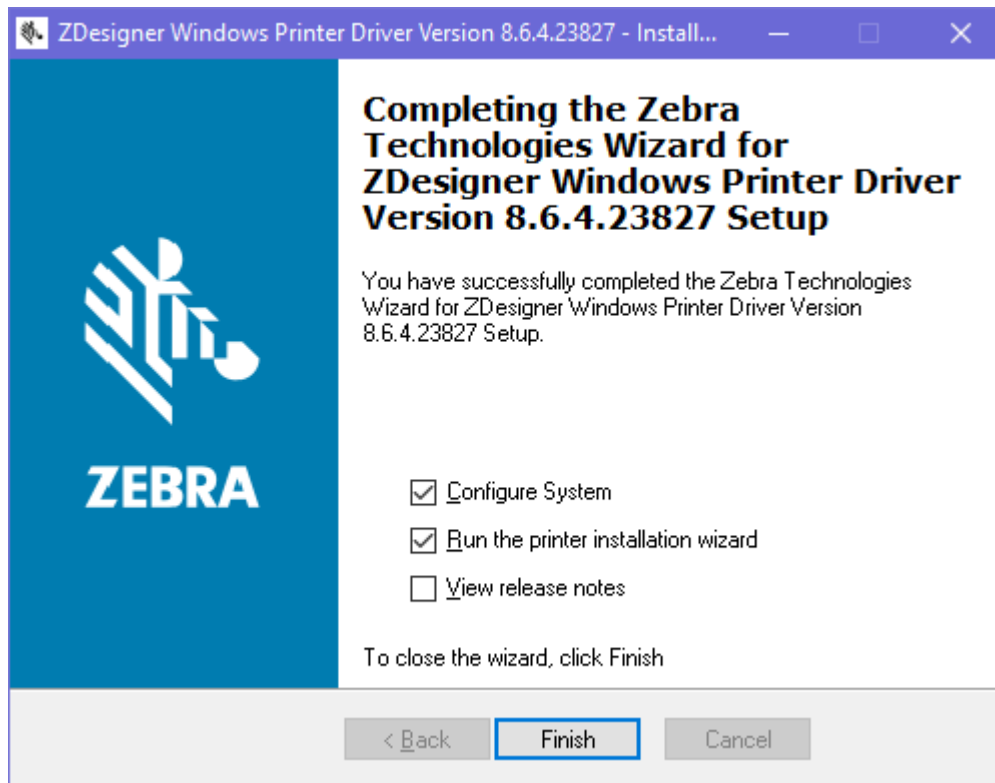 ZDesigner Windows Printer Driver Version 8.6.4.23827 - Install...
Completing the Zebra
Technologies Wizard for
ZDesigner Windows Printer Driver
Version 8.6.4.23827 Setup
You have successfully completed the Zebra Technologies
Wizard for ZDesigner Windows Printer Driver Version
8.6.4.23827 Setup.
ZEBRA
Configure System
Run the printer installation wizard
View release notes
To close the wizard, click Finish
< Back
Finish
Cancel